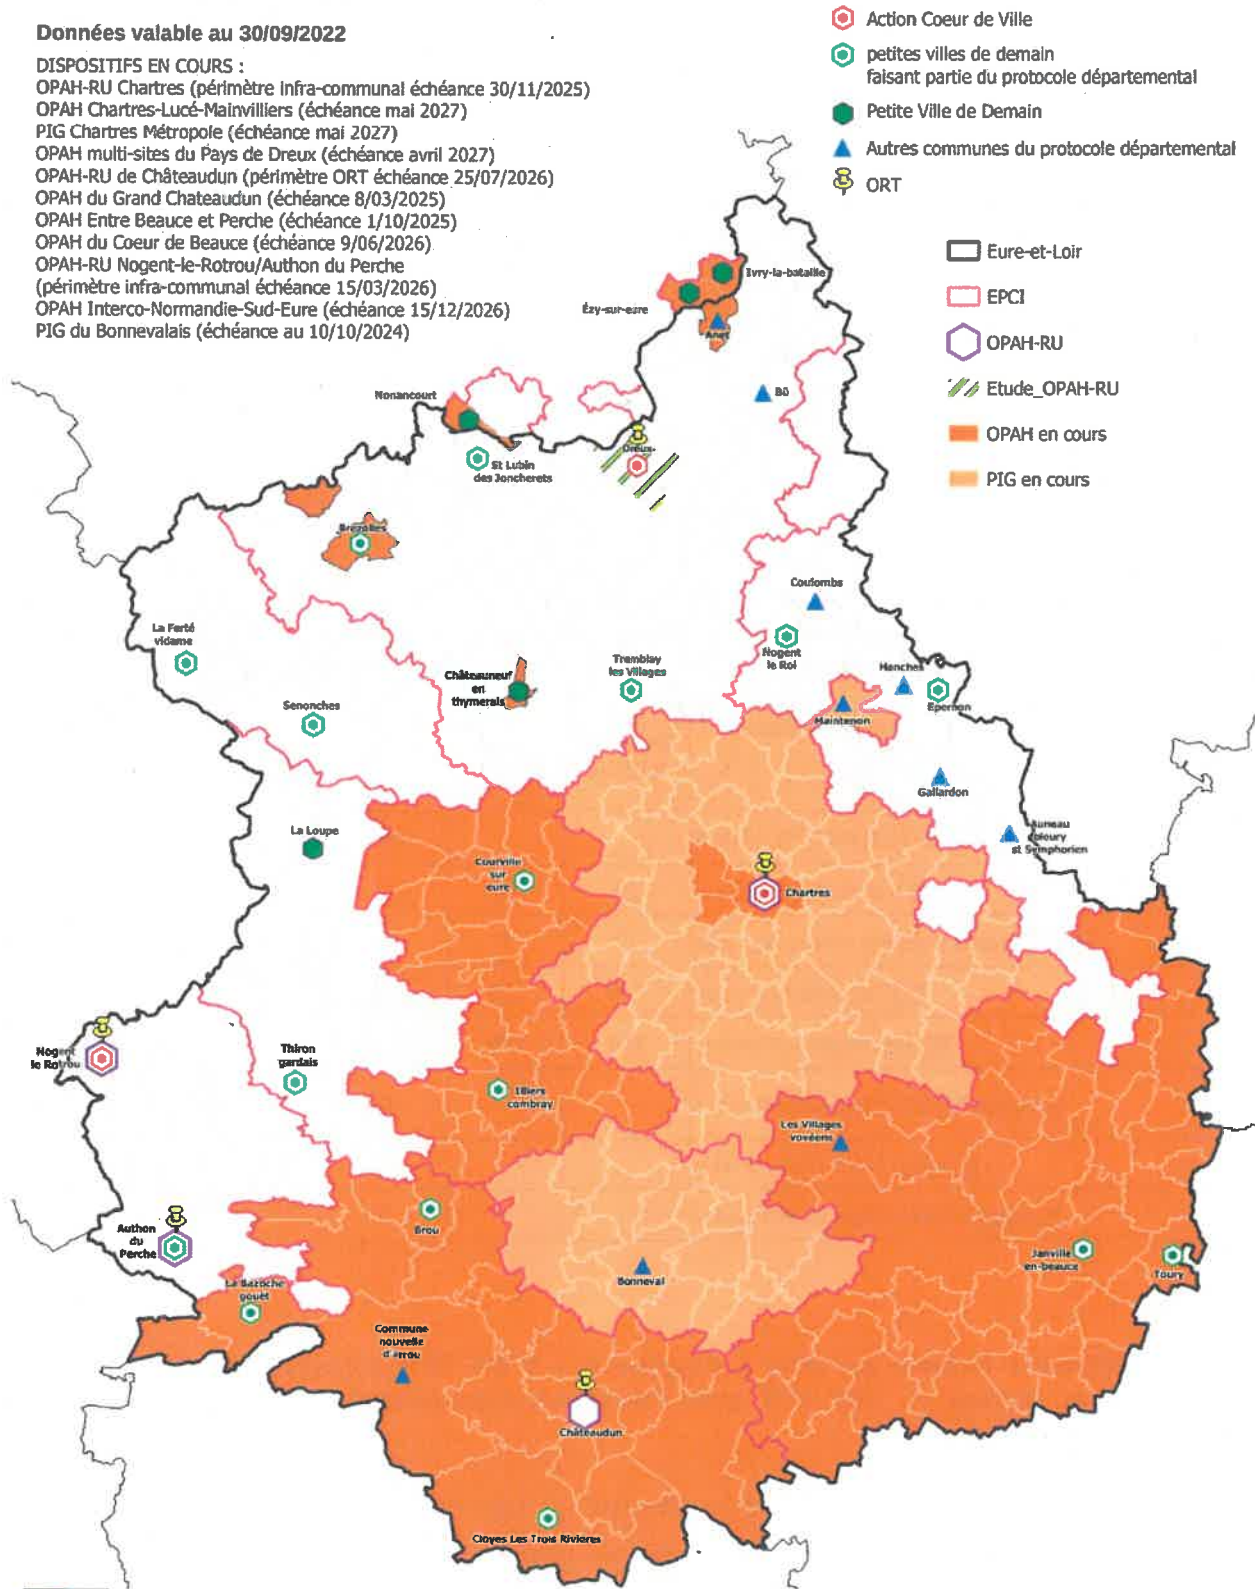 Données valable au 30/09/2022
DISPOSITIFS EN COURS :
OPAH-RU Chartres (périmètre infra-communal échéance 30/11/2025)
OPAH Chartres-Lucé-Mainvilliers (échéance mai 2027)
PIG Chartres Métropole (échéance mai 2027)
OPAH multi-sites du Pays de Dreux (échéance avril 2027)
OPAH-RU de Châteaudun (périmètre ORT échéance 25/07/2026)
OPAH du Grand Chateaudun (échéance 8/03/2025)
OPAH Entre Beauce et Perche (échéance 1/10/2025)
OPAH du Coeur de Beauce (échéance 9/06/2026)
OPAH-RU Nogent-le-Rotrou/Authon du Perche
(périmètre infra-communal échéance 15/03/2026)
OPAH Interco-Normandie-Sud-Eure (échéance 15/12/2026)
PIG du Bonnevalais (échéance au 10/10/2024)
Action Coeur de Ville
petites villes de demain
faisant partie du protocole départemental
Petite Ville de Demain
Autres communes du protocole départemental
ORT
Eure-et-Loir
EPCI
OPAH-RU
Etude_OPAH-RU
OPAH en cours
PIG en cours
Ivry-la-bataille
Ézy-sur-eure
Anet
Bû
Nonancourt
Dreux
St Lubin
des Joncherets
Brezolles
Coulombs
La Ferté
vidame
Nogent
le Roi
Hanches
Epernon
Tremblay
les Villages
Châteauneuf
en
thymerais
Senonches
Maintenon
Gallardon
Auneau
bleury
st Symphorien
La Loupe
Courville
sur
eure
Chartres
Nogent
le Rotrou
Thiron
gardais
Illiers
combray
Les Villages
vovéens
Brou
Authon
du
Perche
Janville
en-beauce
Toury
La Bazoche
gouët
Bonneval
Commune
nouvelle
d'arrou
Châteaudun
Cloyes Les Trois Rivieres